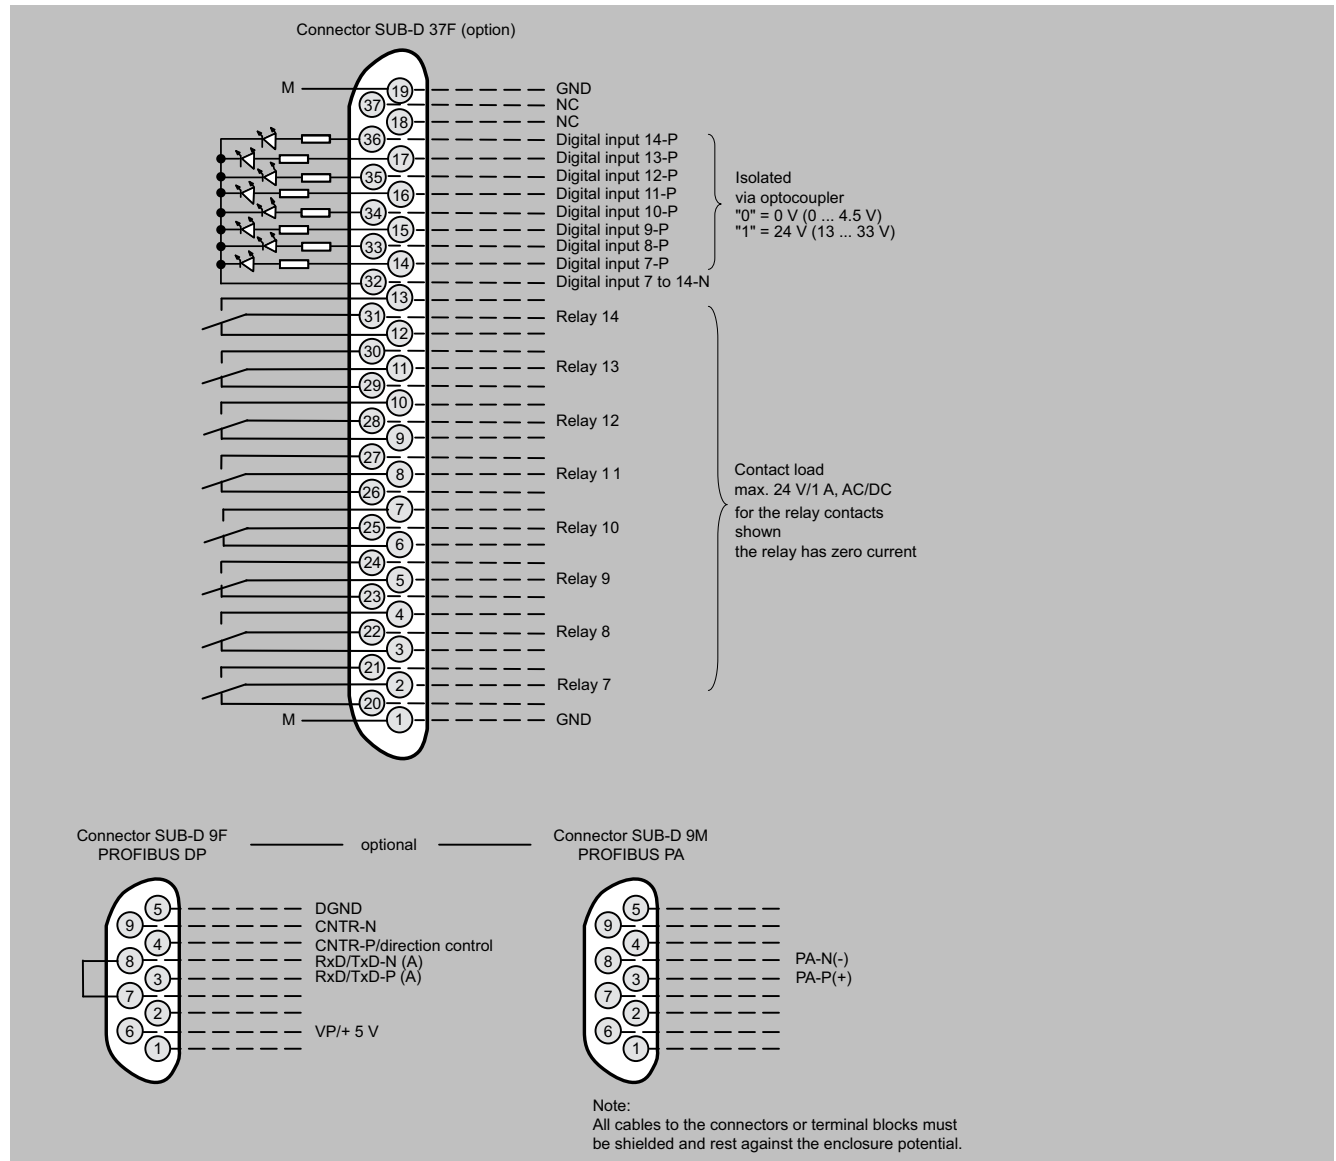 Connector SUB-D 37F (option)
M 19 GND
37 NC
18 NC
36 Digital input 14-P
17 Digital input 13-P
35 Digital input 12-P
16 Digital input 11-P
34 Digital input 10-P
15 Digital input 9-P
33 Digital input 8-P
14 Digital input 7-P
32 Digital input 7 to 14-N
Isolated
via optocoupler
"0" = 0 V (0 ... 4.5 V)
"1" = 24 V (13 ... 33 V)
13
31 Relay 14
12
30
11 Relay 13
29
10
28 Relay 12
9
27
8 Relay 11
26
7
25 Relay 10
6
24
5 Relay 9
23
4
22 Relay 8
3
21
2 Relay 7
20
M 1 GND
Contact load
max. 24 V/1 A, AC/DC
for the relay contacts
shown
the relay has zero current
Connector SUB-D 9F
PROFIBUS DP
optional
Connector SUB-D 9M
PROFIBUS PA
5 DGND
9 CNTR-N
4 CNTR-P/direction control
8 RxD/TxD-N (A)
3 RxD/TxD-P (A)
7
2
6 VP/+ 5 V
1
5
9
4
8 PA-N(-)
3 PA-P(+)
7
2
6
1
Note:
All cables to the connectors or terminal blocks must
be shielded and rest against the enclosure potential.